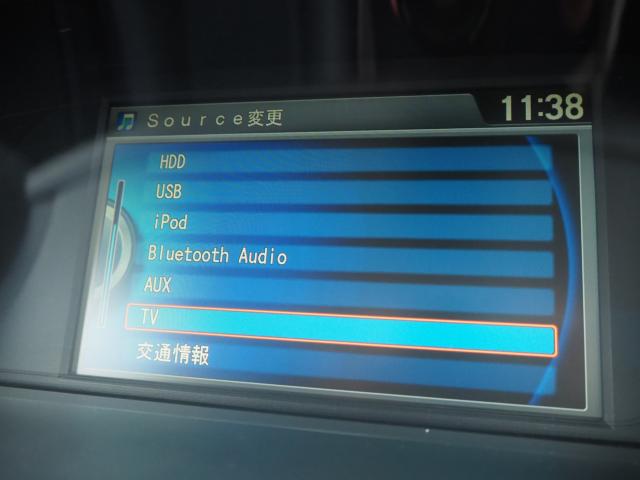 Source変更
11:38
HDD
USB
iPod
Bluetooth Audio
AUX
TV
交通情報